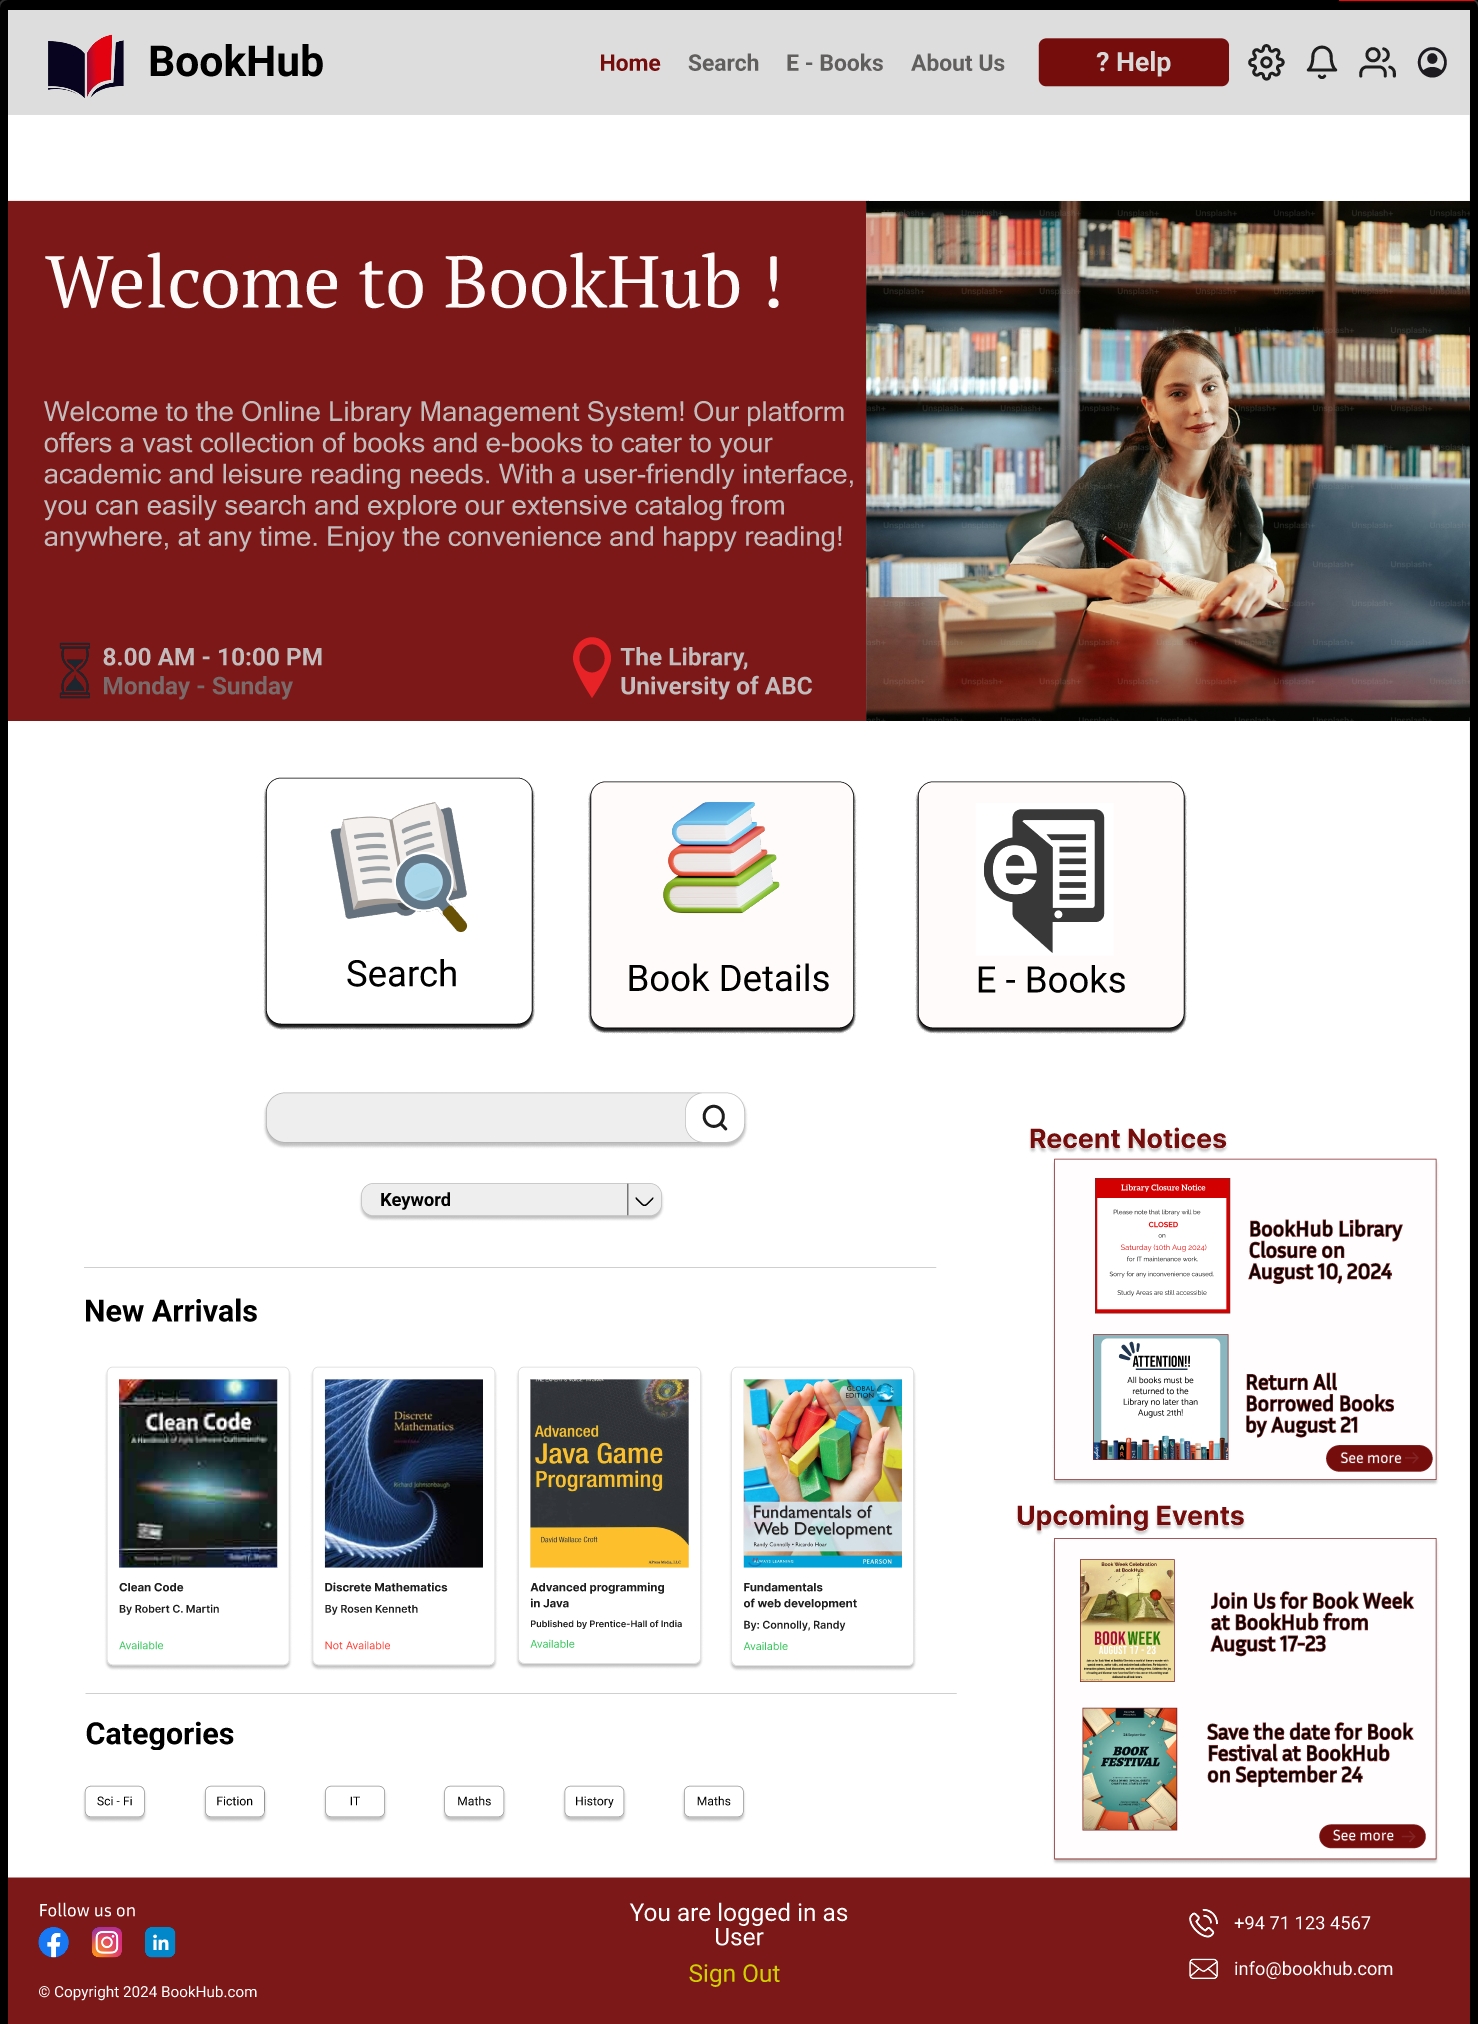 BookHub
Home
Search
E - Books
About Us
? Help
Welcome to BookHub !
Welcome to the Online Library Management System! Our platform
offers a vast collection of books and e-books to cater to your
academic and leisure reading needs. With a user-friendly interface,
you can easily search and explore our extensive catalog from
anywhere, at any time. Enjoy the convenience and happy reading!
8.00 AM - 10:00 PM
Monday - Sunday
The Library,
University of ABC
Unsplash+
Search
Book Details
e
E - Books
Keyword
New Arrivals
Clean Code
A Handbook of Agile Software Craftsmanship
Robert C. Martin
Clean Code
By Robert C. Martin
Available
Discrete
Mathematics
Richard Johnsonbaugh
Discrete Mathematics
By Rosen Kenneth
Not Available
Advanced
Java Game
Programming
David Wallace Croft
Advanced programming
in Java
Published by Prentice-Hall of India
Available
GLOBAL
EDITION
Fundamentals of
Web Development
Randy Connolly • Ricardo Hoar
ALWAYS LEARNING
PEARSON
Fundamentals
of web development
By: Connolly, Randy
Available
Categories
Sci - Fi
Fiction
IT
Maths
History
Maths
Recent Notices
Library Closure Notice
Please note that library will be
CLOSED
on
Saturday (10th Aug 2024)
for IT maintenance work.
Sorry for any inconvenience caused.
Study Areas are still accessible
BookHub Library
Closure on
August 10, 2024
ATTENTION!!
All books must be
returned to the
Library no later than
August 21th!
Return All
Borrowed Books
by August 21
See more
Upcoming Events
Book Week Celebration
at BookHub
BOOK WEEK
AUGUST 17 - 23
Join Us for Book Week
at BookHub from
August 17-23
BOOK
FESTIVAL
Save the date for Book
Festival at BookHub
on September 24
See more
Follow us on
© Copyright 2024 BookHub.com
You are logged in as
User
Sign Out
+94 71 123 4567
info@bookhub.com